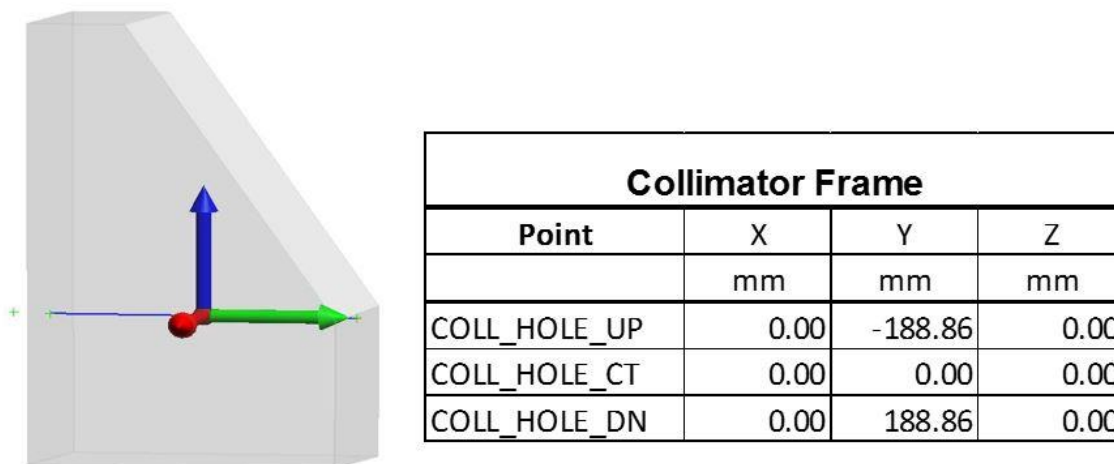 Collimator Frame
Point X Y Z
mm mm mm
COLL_HOLE_UP 0.00 -188.86 0.00
COLL_HOLE_CT 0.00 0.00 0.00
COLL_HOLE_DN 0.00 188.86 0.00